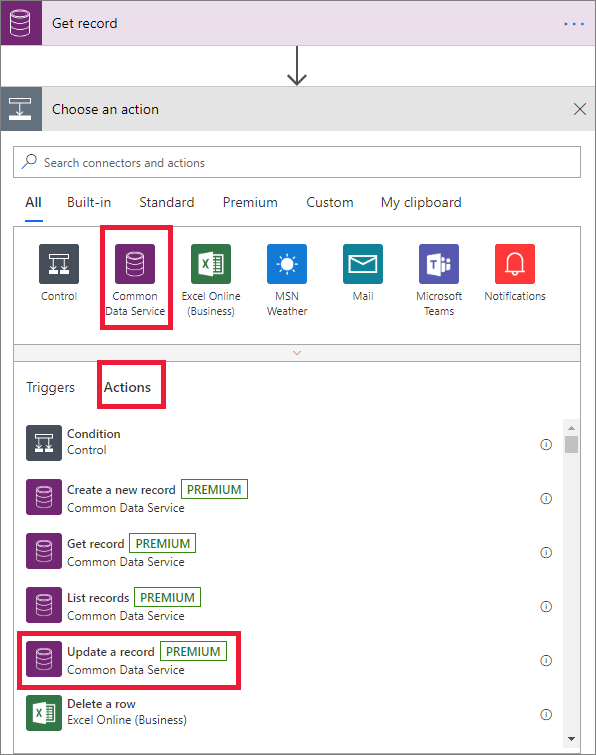 Get record
Choose an action
Search connectors and actions
All Built-in Standard Premium Custom My clipboard
Control
Common
Data Service
Excel Online
(Business)
MSN
Weather
Mail
Microsoft
Teams
Notifications
Triggers Actions
Condition
Control
Create a new record PREMIUM
Common Data Service
Get record PREMIUM
Common Data Service
List records PREMIUM
Common Data Service
Update a record PREMIUM
Common Data Service
Delete a row
Excel Online (Business)